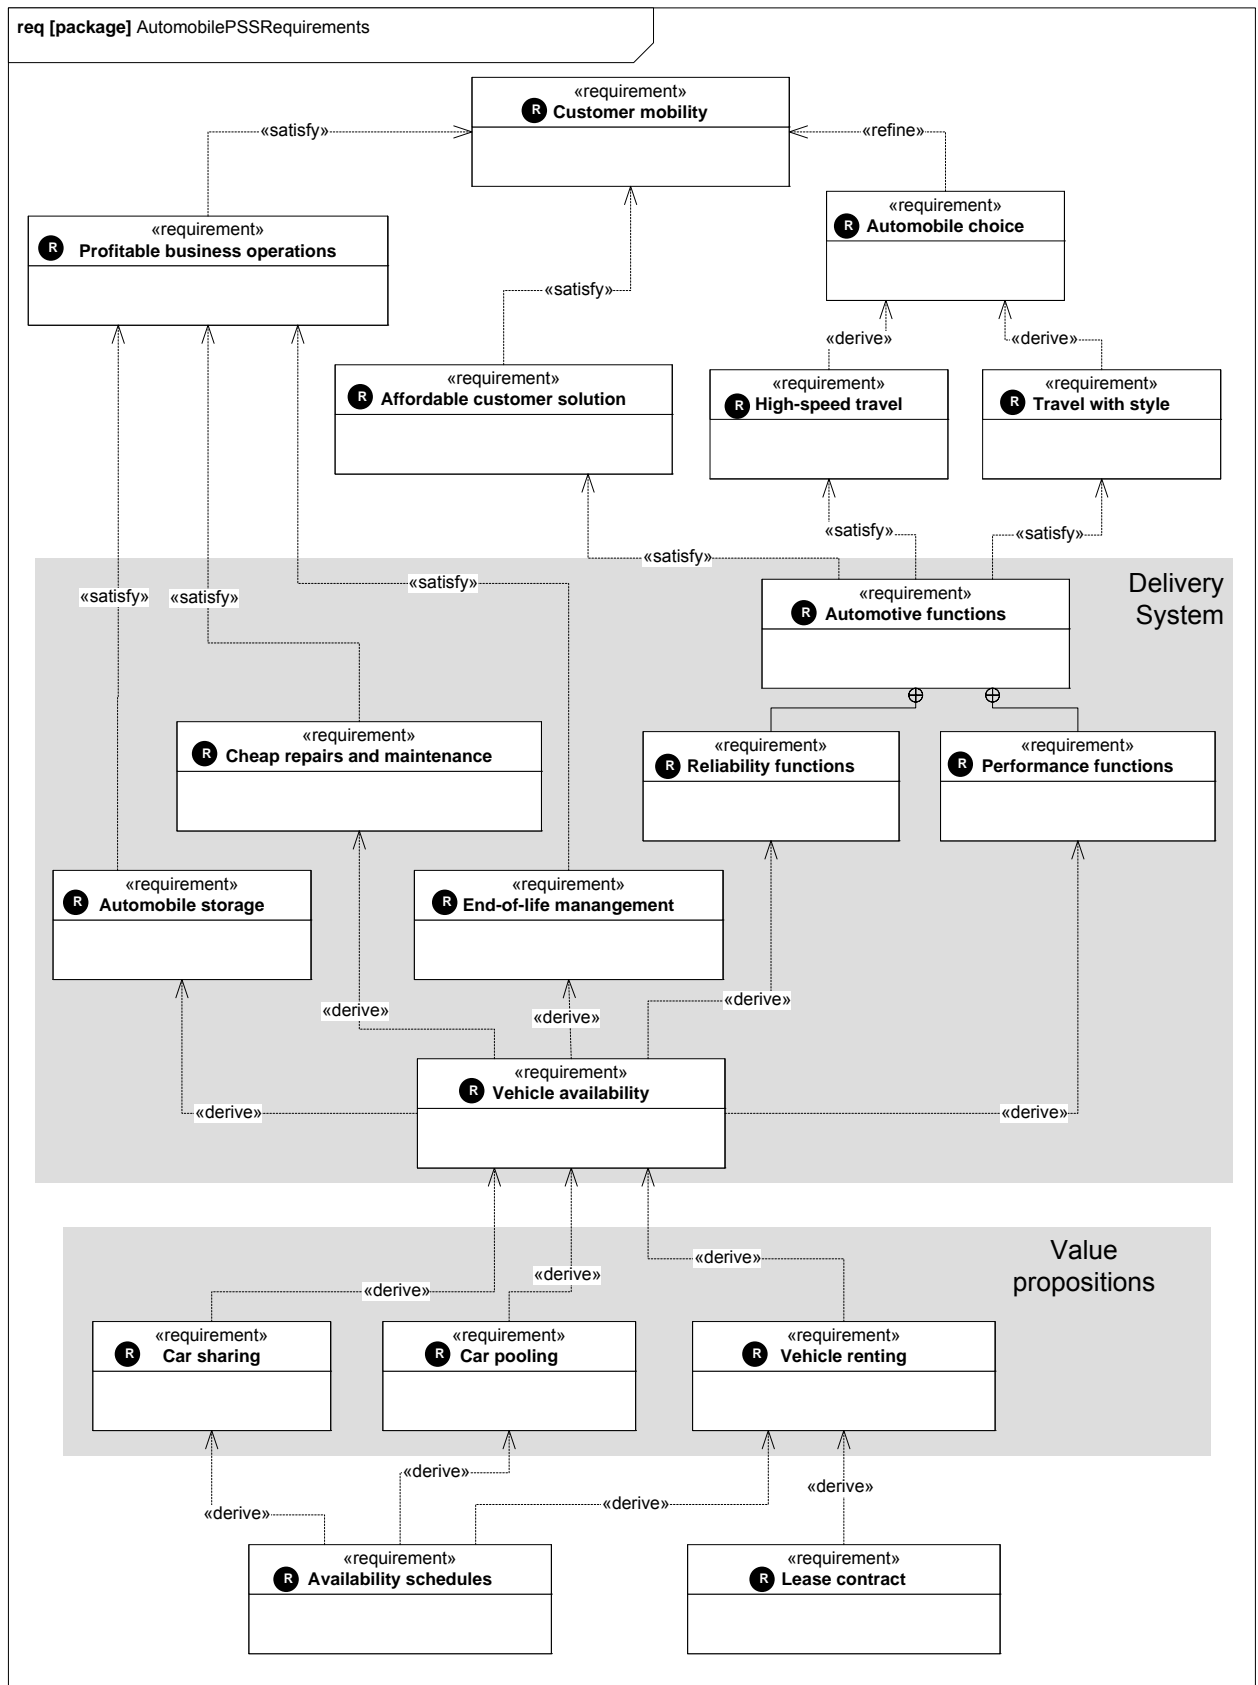 req [package] AutomobilePSSRequirements
«requirement»
R Customer mobility
«satisfy»
«refine»
«requirement»
R Profitable business operations
«requirement»
R Automobile choice
«satisfy»
«derive»
«derive»
«requirement»
R Affordable customer solution
«requirement»
R High-speed travel
«requirement»
R Travel with style
«satisfy»
«satisfy»
«satisfy»
«satisfy»
«satisfy»
«satisfy»
Delivery
System
«requirement»
R Automotive functions
«requirement»
R Cheap repairs and maintenance
«requirement»
R Reliability functions
«requirement»
R Performance functions
«requirement»
R Automobile storage
«requirement»
R End-of-life manangement
«derive»
«derive»
«derive»
«requirement»
R Vehicle availability
«derive»
«derive»
Value
propositions
«derive»
«derive»
«derive»
«requirement»
R Car sharing
«requirement»
R Car pooling
«requirement»
R Vehicle renting
«derive»
«derive»
«derive»
«derive»
«requirement»
R Availability schedules
«requirement»
R Lease contract